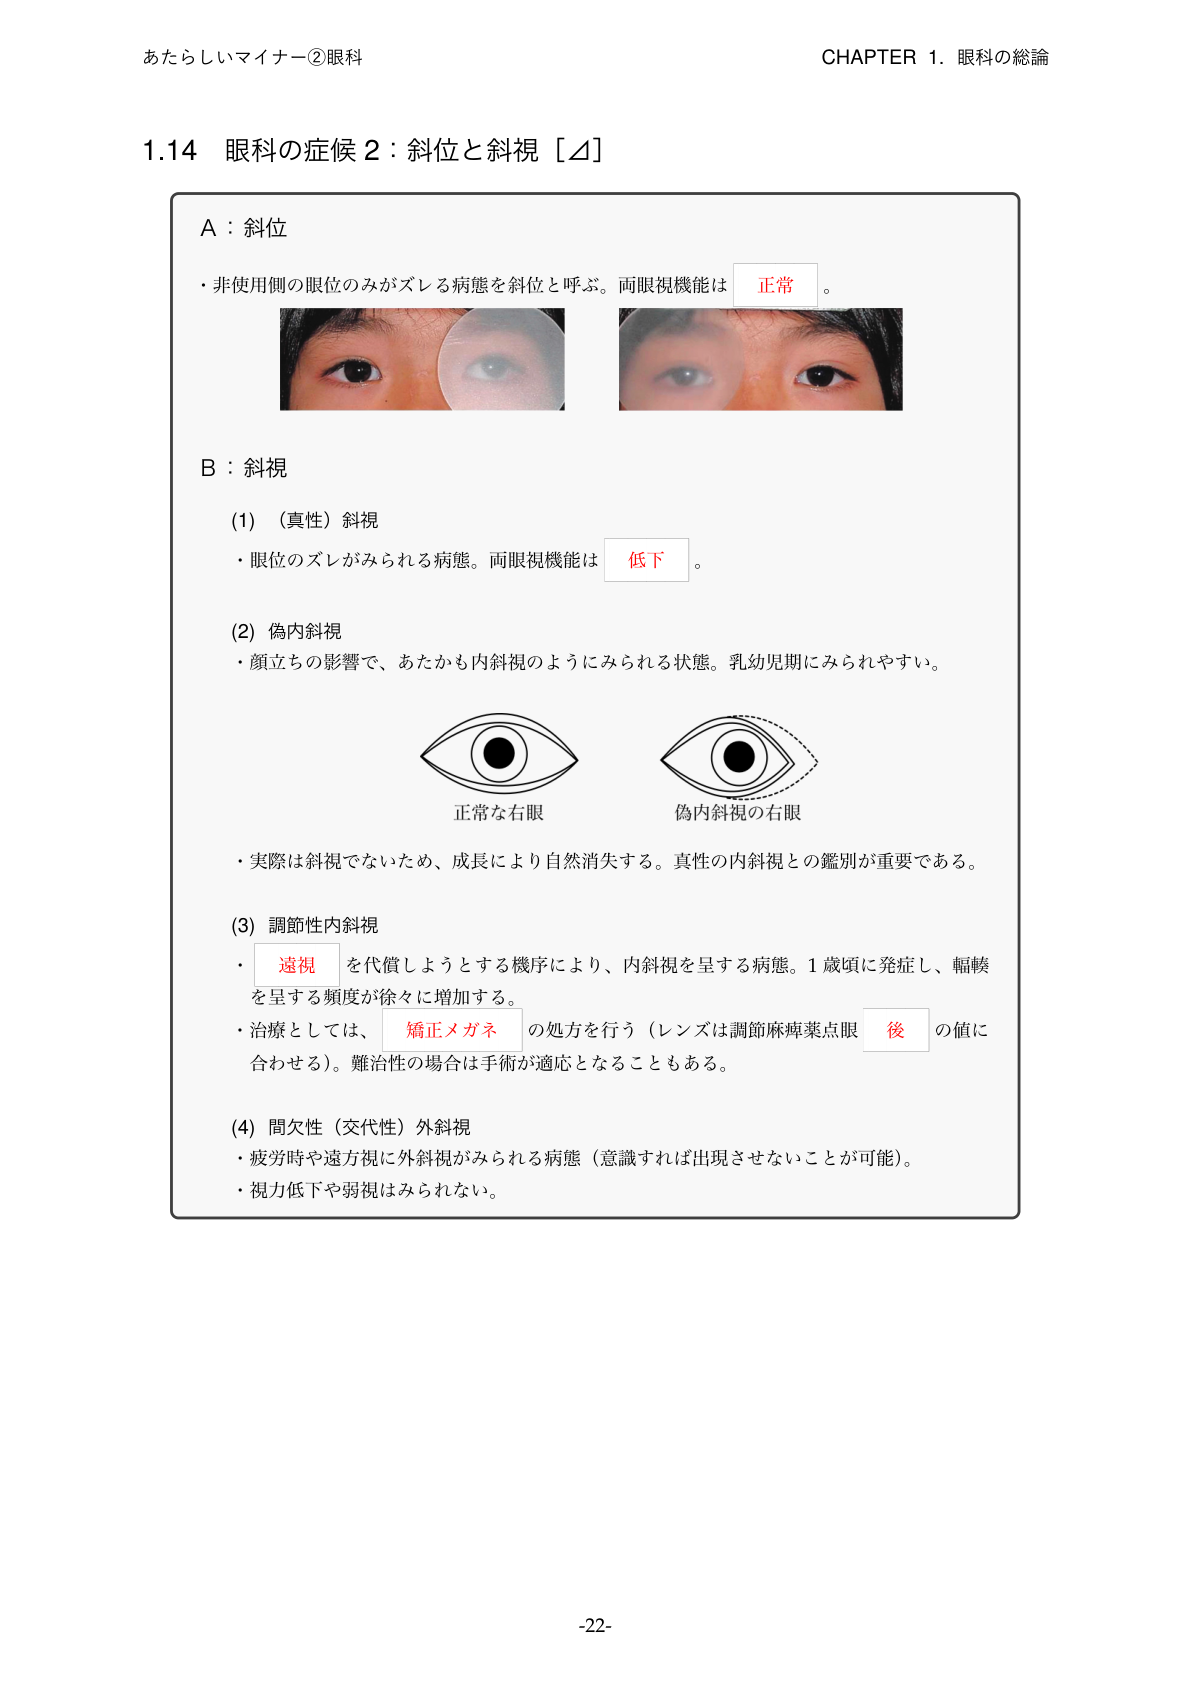 あたらしいマイナー②眼科
CHAPTER 1. 眼科の総論
1.14 眼科の症候 2：斜位と斜視［⊿］
A：斜位
・非使用側の眼位のみがズレる病態を斜位と呼ぶ。両眼視機能は 正常 。
B：斜視
(1) （真性）斜視
・眼位のズレがみられる病態。両眼視機能は 低下 。
(2) 偽内斜視
・顔立ちの影響で、あたかも内斜視のようにみられる状態。乳幼児期にみられやすい。
正常な右眼
偽内斜視の右眼
・実際は斜視でないため、成長により自然消失する。真性の内斜視との鑑別が重要である。
(3) 調節性内斜視
・ 遠視 を代償しようとする機序により、内斜視を呈する病態。1 歳頃に発症し、輻輳
を呈する頻度が徐々に増加する。
・治療としては、 矯正メガネ の処方を行う（レンズは調節麻痺薬点眼 後 の値に
合わせる）。難治性の場合は手術が適応となることもある。
(4) 間欠性（交代性）外斜視
・疲労時や遠方視に外斜視がみられる病態（意識すれば出現させないことが可能）。
・視力低下や弱視はみられない。
-22-